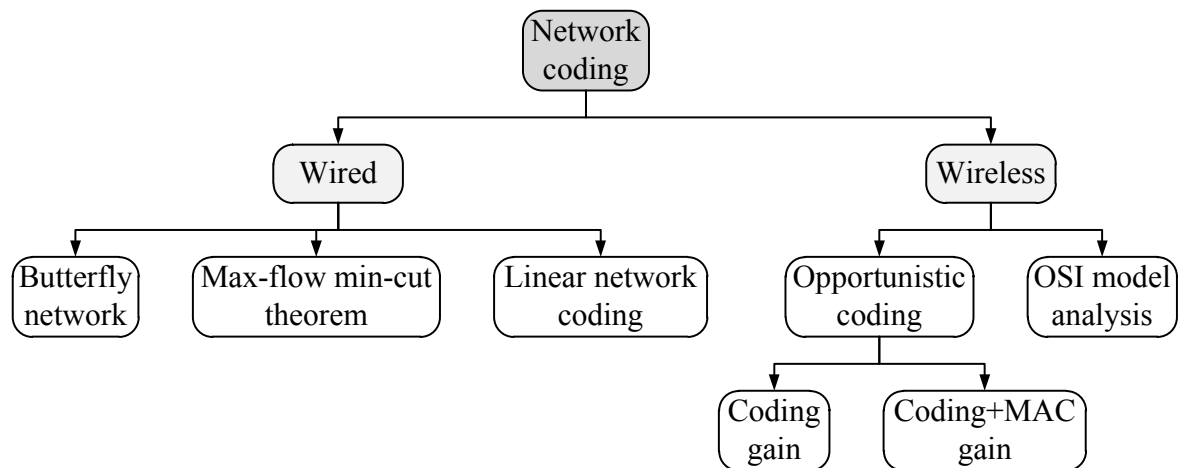 Network
coding
Wired
Wireless
Butterfly
network
Max-flow min-cut
theorem
Linear network
coding
Opportunistic
coding
OSI model
analysis
Coding
gain
Coding+MAC
gain